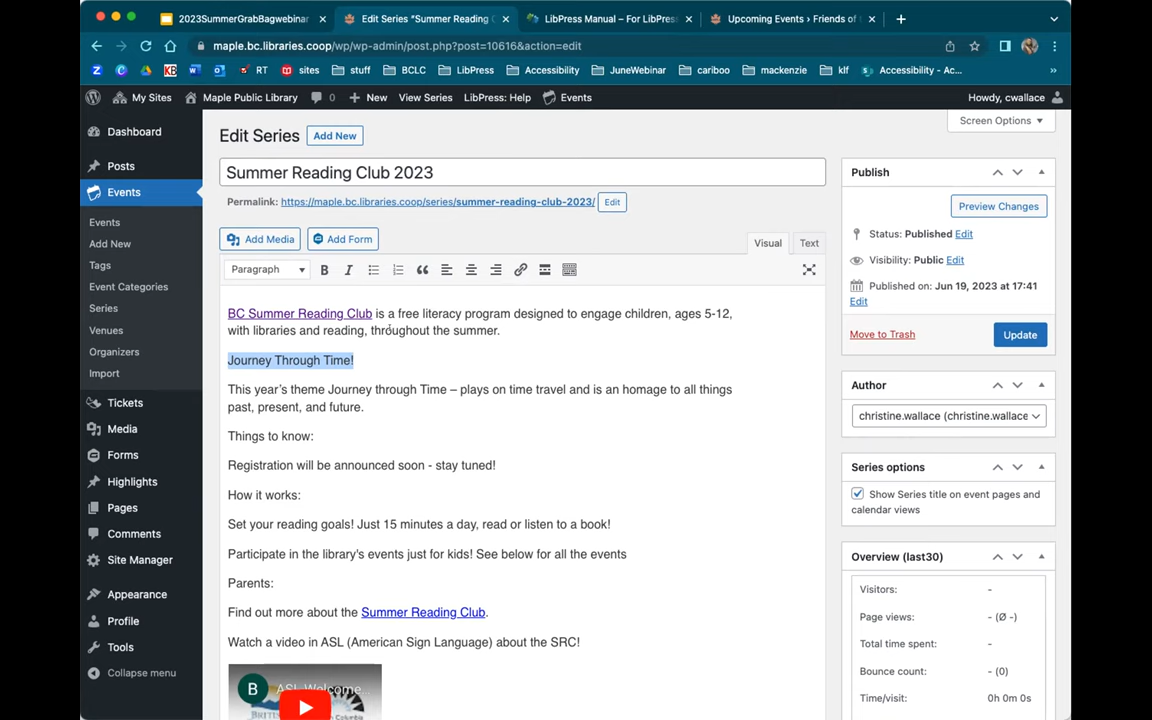 2023SummerGrabBagwebinar
Edit Series "Summer Reading
LibPress Manual – For LibPress
Upcoming Events › Friends of
maple.bc.libraries.coop/wp/wp-admin/post.php?post=10616&action=edit
RT
sites
stuff
BCLC
LibPress
Accessibility
JuneWebinar
cariboo
mackenzie
klf
Accessibility - Ac...
My Sites
Maple Public Library
0
New
View Series
LibPress: Help
Events
Howdy, cwallace
Dashboard
Posts
Events
Events
Add New
Tags
Event Categories
Series
Venues
Organizers
Import
Tickets
Media
Forms
Highlights
Pages
Comments
Site Manager
Appearance
Profile
Tools
Collapse menu
Screen Options
Edit Series
Add New
Summer Reading Club 2023
Permalink: https://maple.bc.libraries.coop/series/summer-reading-club-2023/ Edit
Add Media
Add Form
Visual
Text
Paragraph
BC Summer Reading Club is a free literacy program designed to engage children, ages 5-12,
with libraries and reading, throughout the summer.
Journey Through Time!
This year's theme Journey through Time – plays on time travel and is an homage to all things
past, present, and future.
Things to know:
Registration will be announced soon - stay tuned!
How it works:
Set your reading goals! Just 15 minutes a day, read or listen to a book!
Participate in the library's events just for kids! See below for all the events
Parents:
Find out more about the Summer Reading Club.
Watch a video in ASL (American Sign Language) about the SRC!
B
ASL Welcome...
Publish
Preview Changes
Status: Published Edit
Visibility: Public Edit
Published on: Jun 19, 2023 at 17:41
Edit
Move to Trash
Update
Author
christine.wallace (christine.wallace
Series options
Show Series title on event pages and
calendar views
Overview (last30)
Visitors: -
Page views: - (Ø -)
Total time spent: -
Bounce count: - (0)
Time/visit: 0h 0m 0s